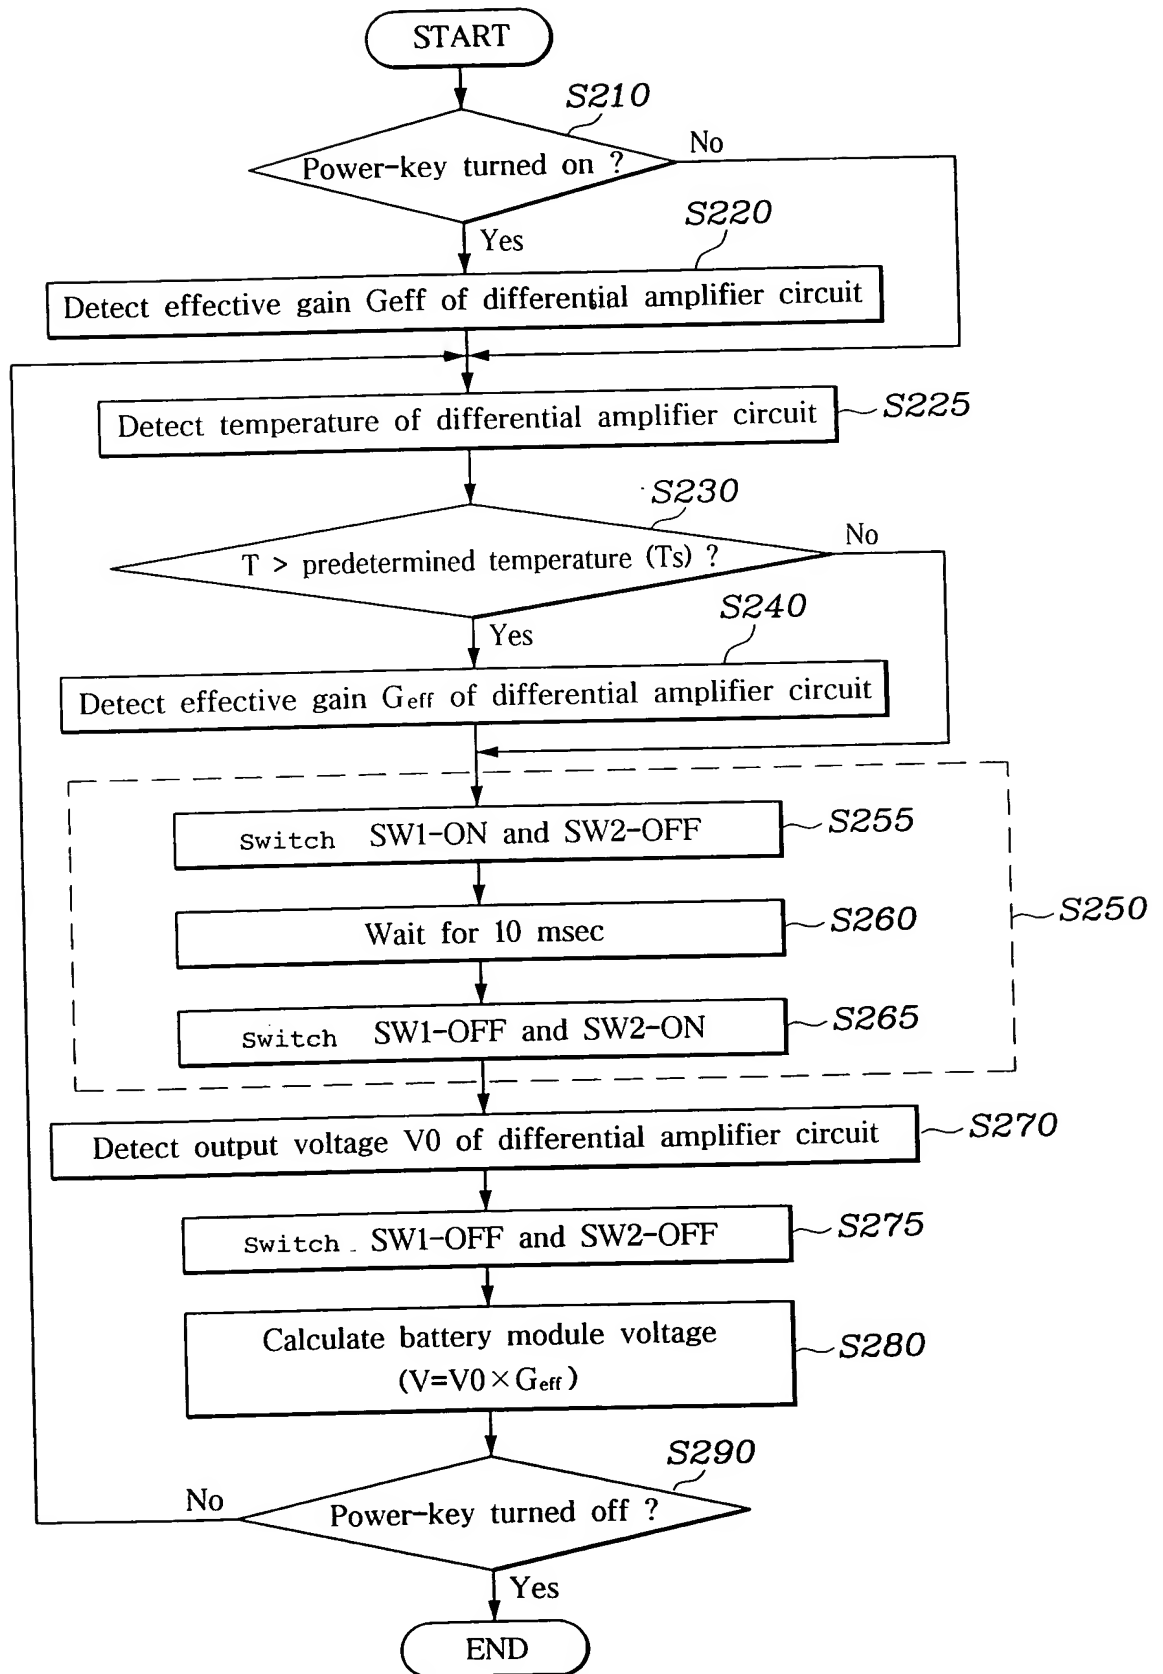 START
S210
Power-key turned on ?
No
Yes
S220
Detect effective gain Geff of differential amplifier circuit
Detect temperature of differential amplifier circuit
S225
S230
T > predetermined temperature (Ts) ?
No
Yes
S240
Detect effective gain Geff of differential amplifier circuit
Switch SW1-ON and SW2-OFF
S255
Wait for 10 msec
S260
S250
Switch SW1-OFF and SW2-ON
S265
Detect output voltage V0 of differential amplifier circuit
S270
Switch SW1-OFF and SW2-OFF
S275
Calculate battery module voltage
(V=V0×Geff)
S280
S290
Power-key turned off ?
No
Yes
END